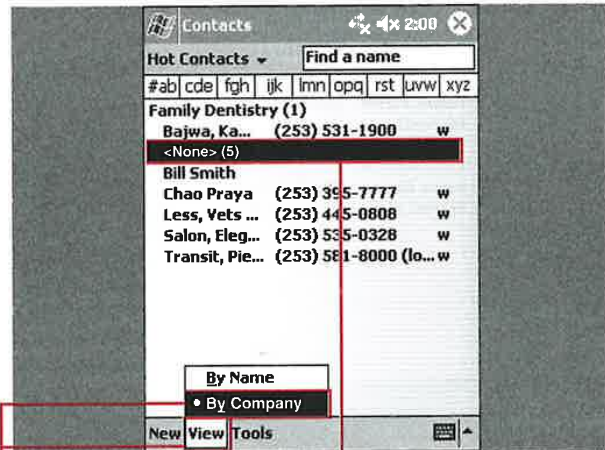 Contacts 2:00
Hot Contacts Find a name
#ab cde fgh ijk lmn opq rst uvw xyz
Family Dentistry (1)
Bajwa, Ka... (253) 531-1900 w
<None> (5)
Bill Smith
Chao Praya (253) 395-7777 w
Less, Vets ... (253) 445-0808 w
Salon, Eleg... (253) 535-0328 w
Transit, Pie... (253) 581-8000 (lo... w
By Name
• By Company
New View Tools